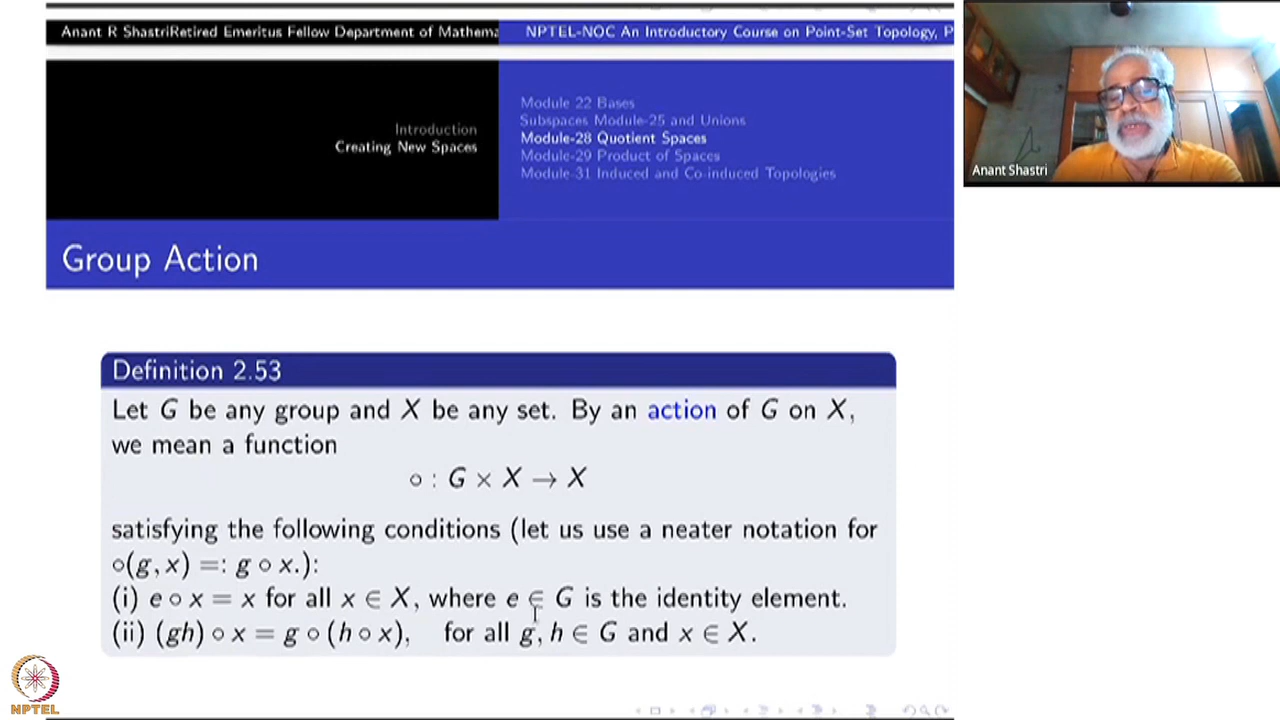 Anant R ShastriRetired Emeritus Fellow Department of Mathema
NPTEL-NOC An Introductory Course on Point-Set Topology, P
Introduction
Creating New Spaces
Module 22 Bases
Subspaces Module-25 and Unions
Module-28 Quotient Spaces
Module-29 Product of Spaces
Module-31 Induced and Co-induced Topologies
Anant Shastri
Group Action
Definition 2.53
Let G be any group and X be any set. By an action of G on X,
we mean a function
∘ : G × X → X
satisfying the following conditions (let us use a neater notation for
∘(g, x) =: g ∘ x.):
(i) e ∘ x = x for all x ∈ X, where e ∈ G is the identity element.
(ii) (gh) ∘ x = g ∘ (h ∘ x), for all g, h ∈ G and x ∈ X.
NPTEL